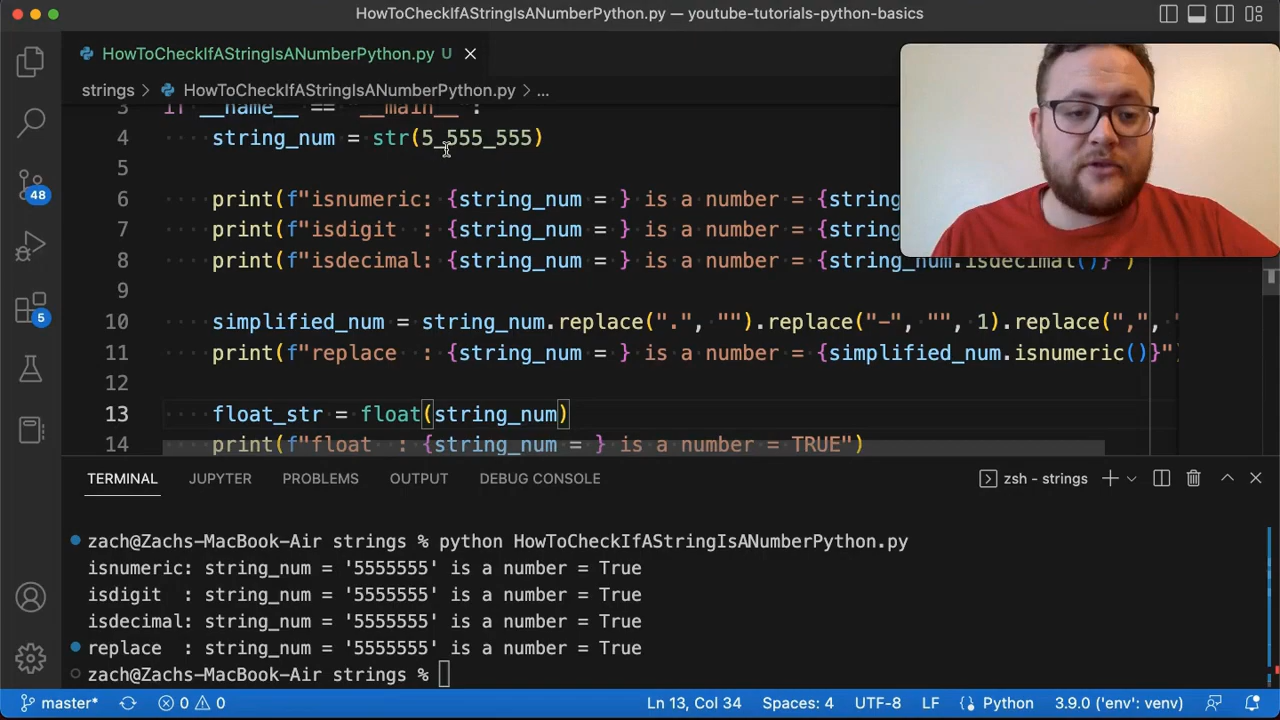 HowToCheckIfAStringIsANumberPython.py — youtube-tutorials-python-basics
HowToCheckIfAStringIsANumberPython.py U
strings > HowToCheckIfAStringIsANumberPython.py > ...
3 if __name__ == "__main__":
4 string_num = str(5_555_555)
5
6 print(f"isnumeric: {string_num = } is a number = {string
7 print(f"isdigit : {string_num = } is a number = {string
8 print(f"isdecimal: {string_num = } is a number = {string_num.isdecimal()}")
9
10 simplified_num = string_num.replace(".", "").replace("-", "", 1).replace(",", "
11 print(f"replace : {string_num = } is a number = {simplified_num.isnumeric()}")
12
13 float_str = float(string_num)
14 print(f"float : {string_num = } is a number = TRUE")
48
5
TERMINAL JUPYTER PROBLEMS OUTPUT DEBUG CONSOLE zsh - strings
zach@Zachs-MacBook-Air strings % python HowToCheckIfAStringIsANumberPython.py
isnumeric: string_num = '5555555' is a number = True
isdigit : string_num = '5555555' is a number = True
isdecimal: string_num = '5555555' is a number = True
replace : string_num = '5555555' is a number = True
zach@Zachs-MacBook-Air strings %
master* 0 0 Ln 13, Col 34 Spaces: 4 UTF-8 LF Python 3.9.0 ('env': venv)